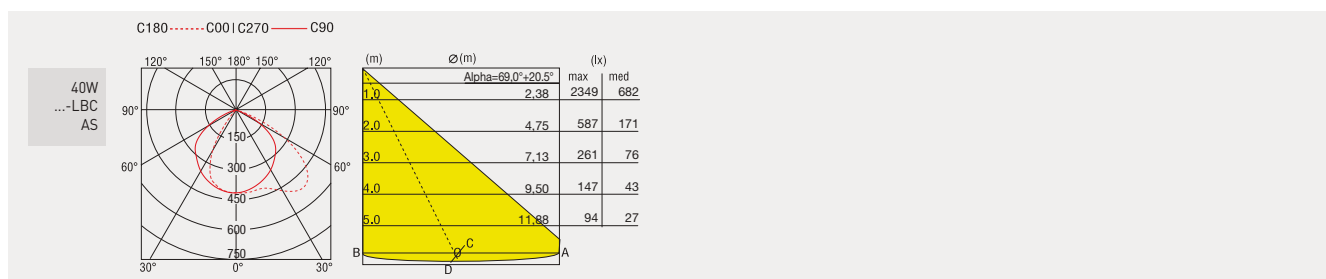 C180 C00 | C270 C90
40W
...-LBC
AS
120° 150° 180° 150° 120°
90° 90°
150
60° 300 60°
450
600
750
30° 0° 30°
(m) Ø(m) (lx)
Alpha=69,0°+20.5° max med
1.0 2,38 2349 682
2.0 4,75 587 171
3.0 7,13 261 76
4.0 9,50 147 43
5.0 11,88 94 27
B C A
D